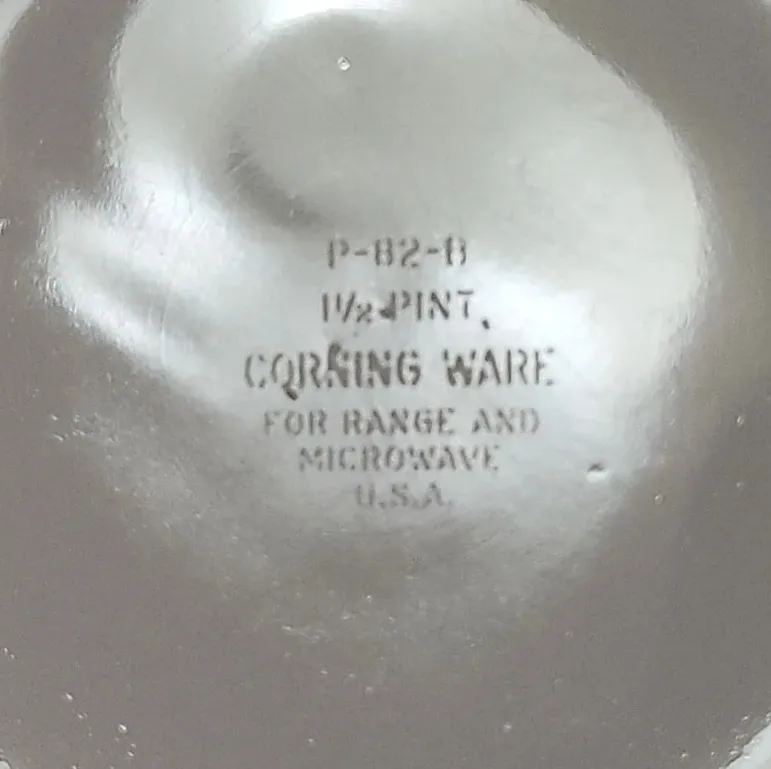 P-82-B
1½-PINT,
CORNING WARE
FOR RANGE AND
MICROWAVE
U.S.A.